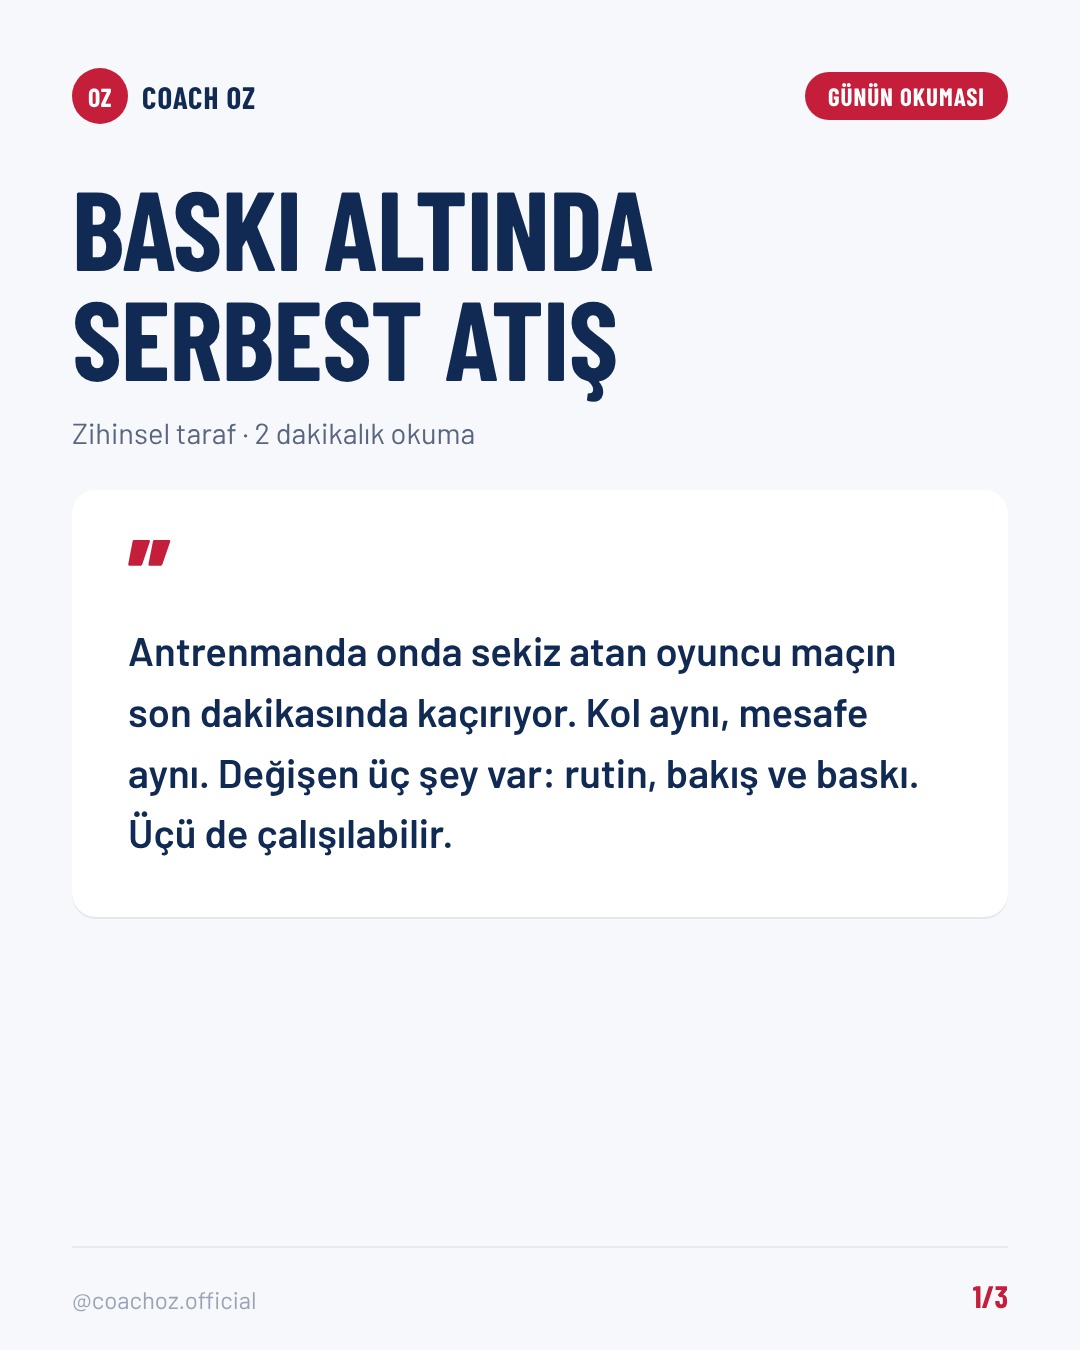 OZ COACH OZ
GÜNÜN OKUMASI
BASKI ALTINDA
SERBEST ATIŞ
Zihinsel taraf · 2 dakikalık okuma
"
Antrenmanda onda sekiz atan oyuncu maçın
son dakikasında kaçırıyor. Kol aynı, mesafe
aynı. Değişen üç şey var: rutin, bakış ve baskı.
Üçü de çalışılabilir.
@coachoz.official
1/3